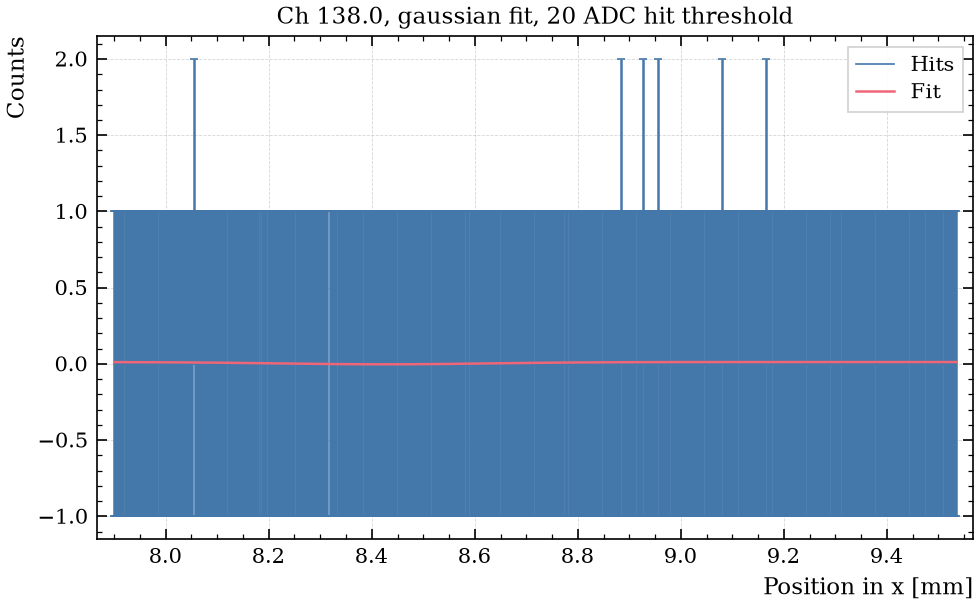 Ch 138.0, gaussian fit, 20 ADC hit threshold
Counts
Hits
Fit
2.0
1.5
1.0
0.5
0.0
−0.5
−1.0
8.0 8.2 8.4 8.6 8.8 9.0 9.2 9.4
Position in x [mm]